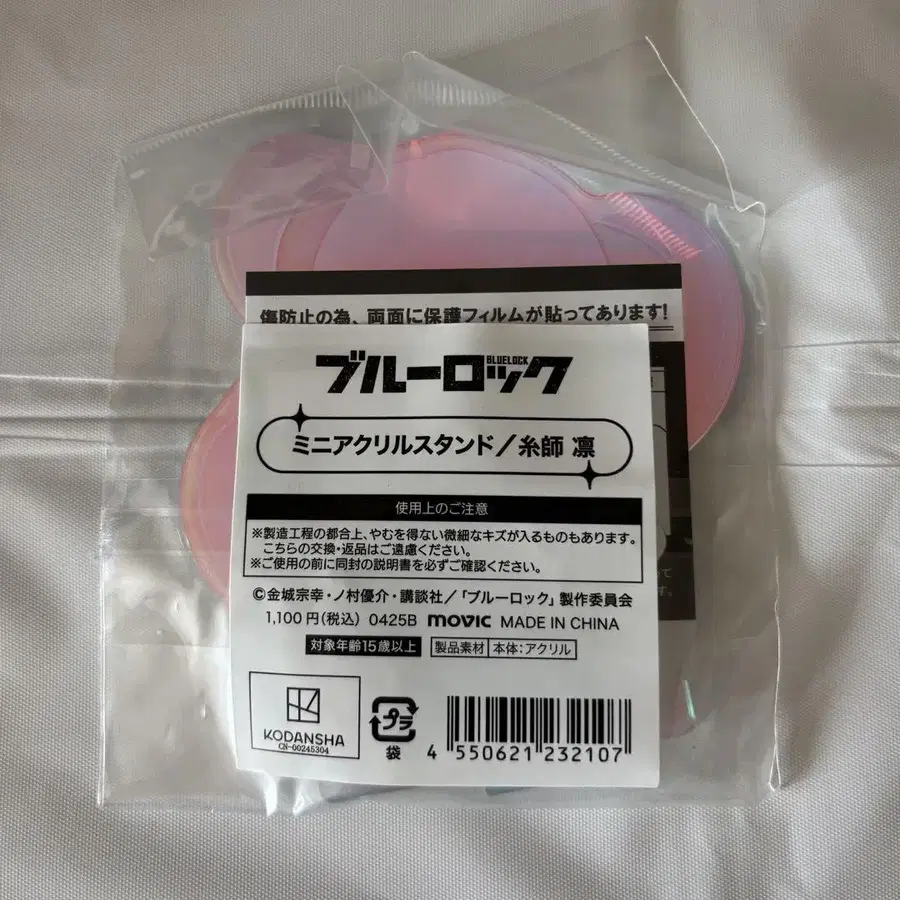 傷防止の為、両面に保護フィルムが貼ってあります!
ブルーロック
BLUELOCK
ミニアクリルスタンド/糸師 凛
使用上のご注意
※製造工程の都合上、やむを得ない微細なキズが入るものもあります。
こちらの交換・返品はご遠慮ください。
※ご使用の前に同封の説明書を必ずご確認ください。
©金城宗幸・ノ村優介・講談社/「ブルーロック」製作委員会
1,100円(税込) 0425B movic MADE IN CHINA
対象年齢15歳以上 製品素材 本体:アクリル
KODANSHA
CN-00245304
プラ
袋
4 550621 232107